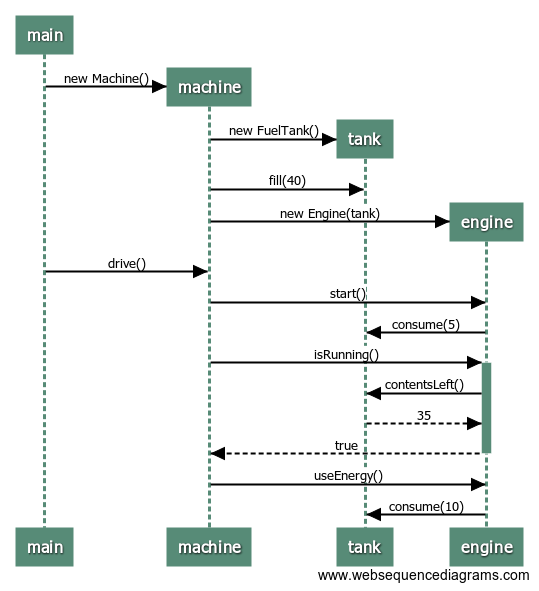 main
new Machine()
machine
new FuelTank()
tank
fill(40)
new Engine(tank)
engine
drive()
start()
consume(5)
isRunning()
contentsLeft()
35
true
useEnergy()
consume(10)
main
machine
tank
engine
www.websequencediagrams.com